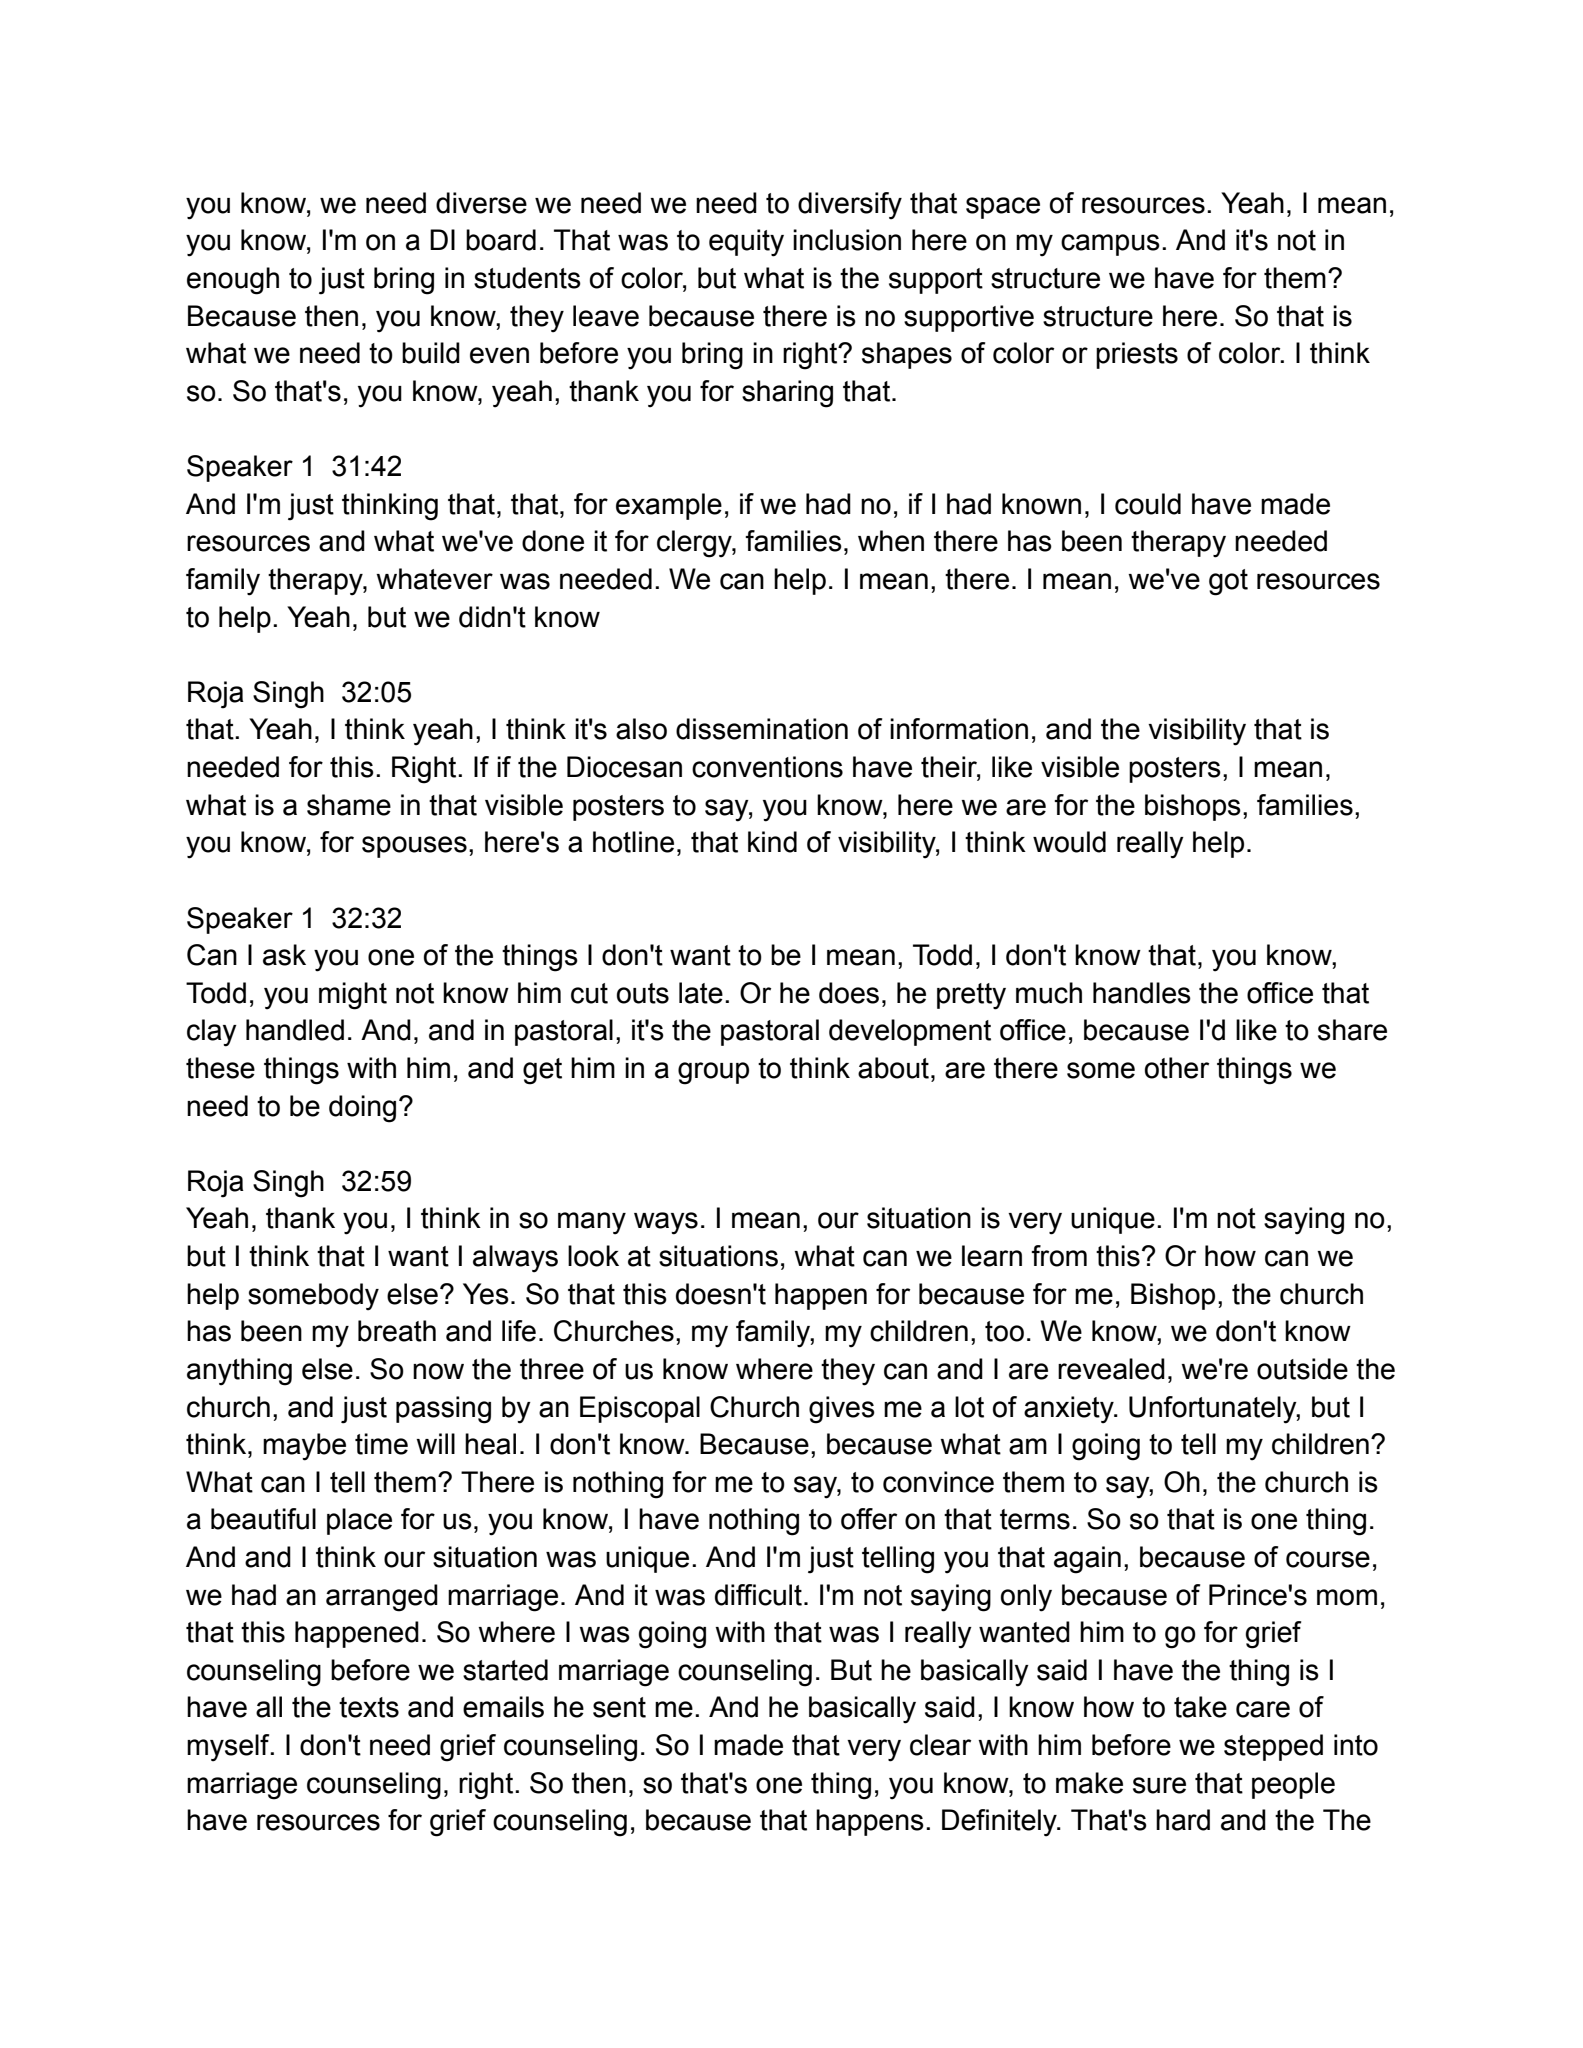 you know, we need diverse we need we need to diversify that space of resources. Yeah, I mean,
you know, I'm on a DI board. That was to equity inclusion here on my campus. And it's not in
enough to just bring in students of color, but what is the support structure we have for them?
Because then, you know, they leave because there is no supportive structure here. So that is
what we need to build even before you bring in right? shapes of color or priests of color. I think
so. So that's, you know, yeah, thank you for sharing that.
Speaker 1  31:42
And I'm just thinking that, that, for example, if we had no, if I had known, I could have made
resources and what we've done it for clergy, families, when there has been therapy needed
family therapy, whatever was needed. We can help. I mean, there. I mean, we've got resources
to help. Yeah, but we didn't know
Roja Singh  32:05
that. Yeah, I think yeah, I think it's also dissemination of information, and the visibility that is
needed for this. Right. If if the Diocesan conventions have their, like visible posters, I mean,
what is a shame in that visible posters to say, you know, here we are for the bishops, families,
you know, for spouses, here's a hotline, that kind of visibility, I think would really help.
Speaker 1  32:32
Can I ask you one of the things I don't want to be I mean, Todd, I don't know that, you know,
Todd, you might not know him cut outs late. Or he does, he pretty much handles the office that
clay handled. And, and in pastoral, it's the pastoral development office, because I'd like to share
these things with him, and get him in a group to think about, are there some other things we
need to be doing?
Roja Singh  32:59
Yeah, thank you, I think in so many ways. I mean, our situation is very unique. I'm not saying no,
but I think that I want I always look at situations, what can we learn from this? Or how can we
help somebody else? Yes. So that this doesn't happen for because for me, Bishop, the church
has been my breath and life. Churches, my family, my children, too. We know, we don't know
anything else. So now the three of us know where they can and I are revealed, we're outside the
church, and just passing by an Episcopal Church gives me a lot of anxiety. Unfortunately, but I
think, maybe time will heal. I don't know. Because, because what am I going to tell my children?
What can I tell them? There is nothing for me to say, to convince them to say, Oh, the church is
a beautiful place for us, you know, I have nothing to offer on that terms. So so that is one thing.
And and I think our situation was unique. And I'm just telling you that again, because of course,
we had an arranged marriage. And it was difficult. I'm not saying only because of Prince's mom,
that this happened. So where I was going with that was I really wanted him to go for grief
counseling before we started marriage counseling. But he basically said I have the thing is I
have all the texts and emails he sent me. And he basically said, I know how to take care of
myself. I don't need grief counseling. So I made that very clear with him before we stepped into
marriage counseling, right. So then, so that's one thing, you know, to make sure that people
have resources for grief counseling, because that happens. Definitely. That's hard and the The